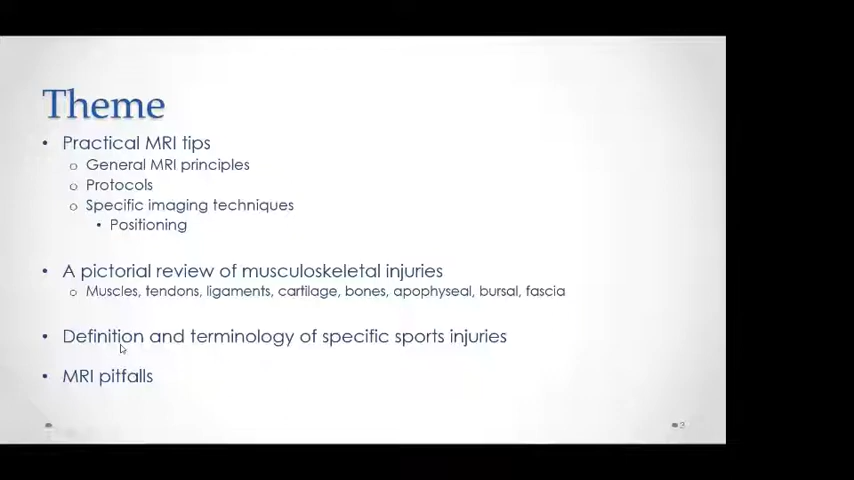 Theme
• Practical MRI tips
o General MRI principles
o Protocols
o Specific imaging techniques
• Positioning
• A pictorial review of musculoskeletal injuries
o Muscles, tendons, ligaments, cartilage, bones, apophyseal, bursal, fascia
• Definition and terminology of specific sports injuries
• MRI pitfalls
3